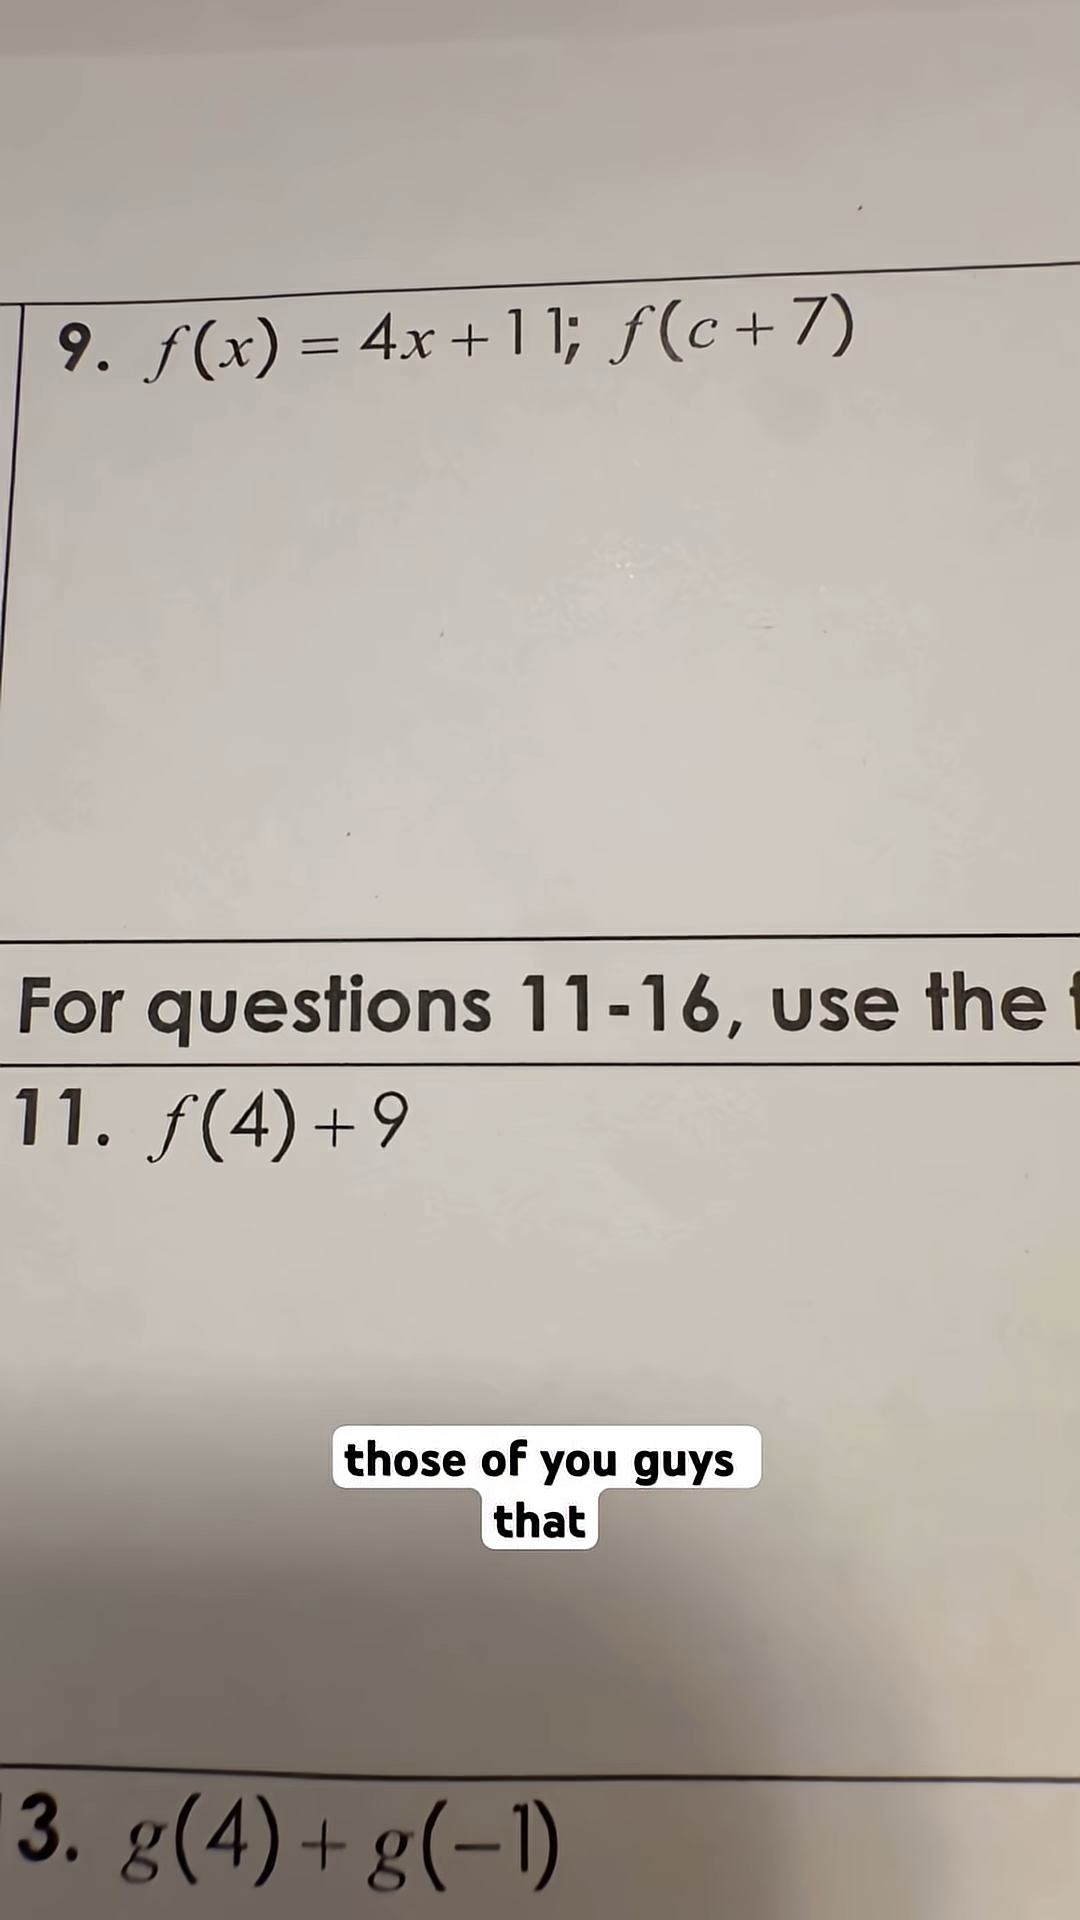 9. f(x) = 4x + 11; f(c + 7)
For questions 11-16, use the
11. f(4) + 9
those of you guys
that
3. g(4) + g(−1)